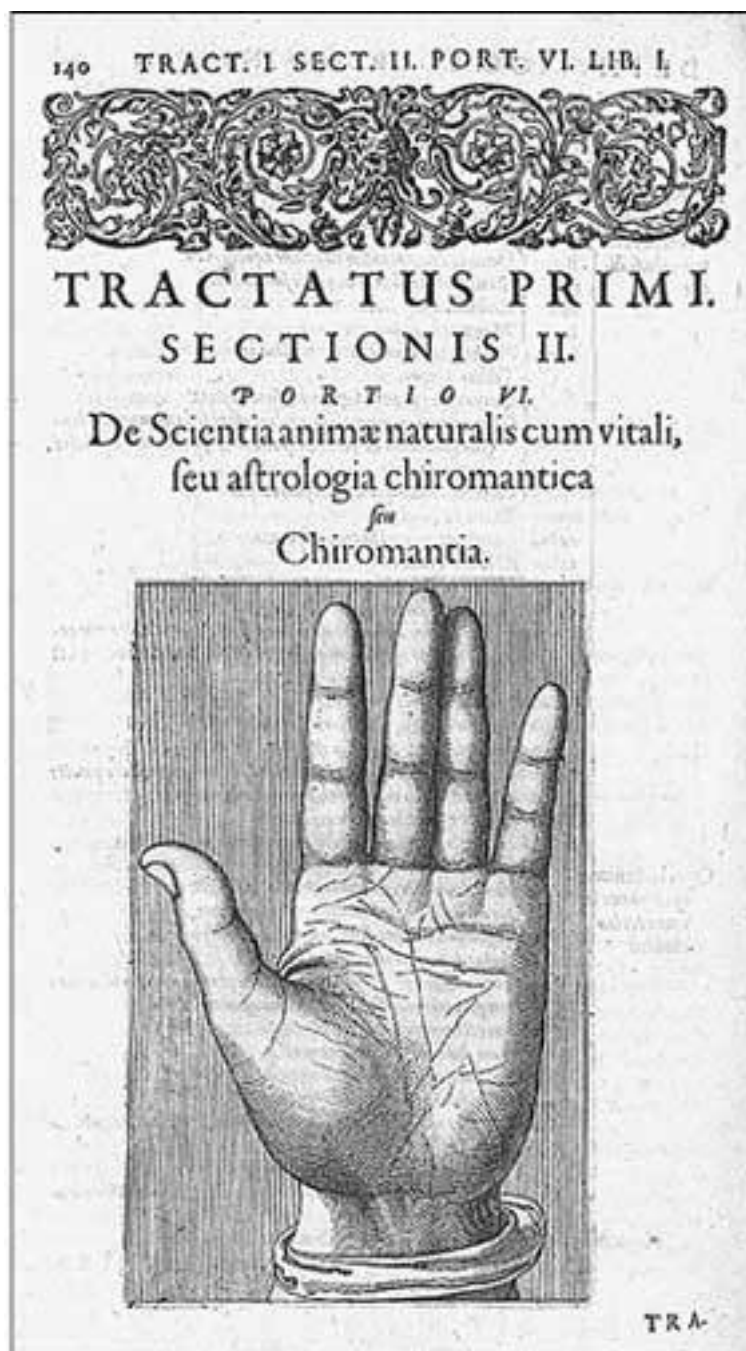 140 TRACT. I SECT. II. PORT. VI. LIB. I.
TRACTATUS PRIMI.
SECTIONIS II.
PORTIO VI.
De Scientia animæ naturalis cum vitali,
ſeu aſtrologia chiromantica
ſeu
Chiromantia.
TRA-